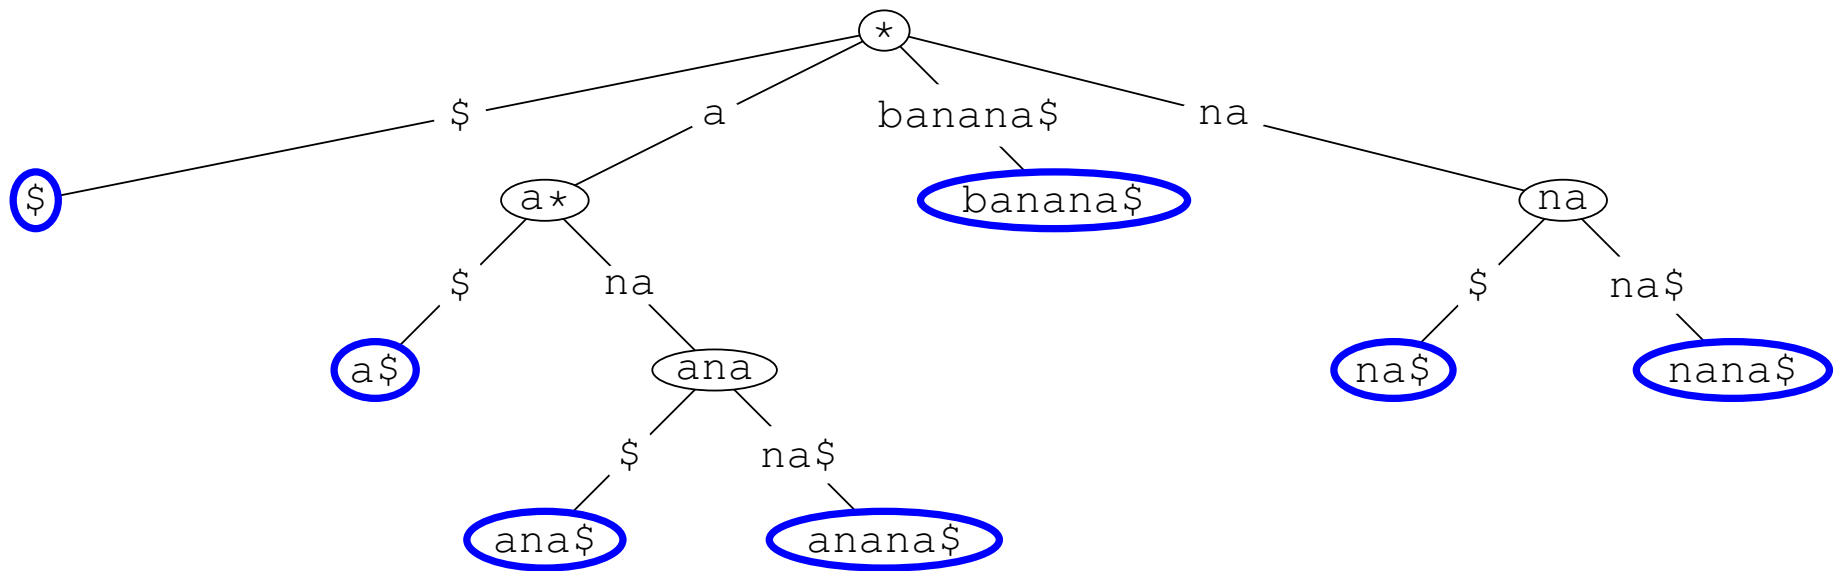 *
$ a banana$ na
$ a* banana$ na
$ na $ na$
a$ ana na$ nana$
$ na$
ana$ anana$